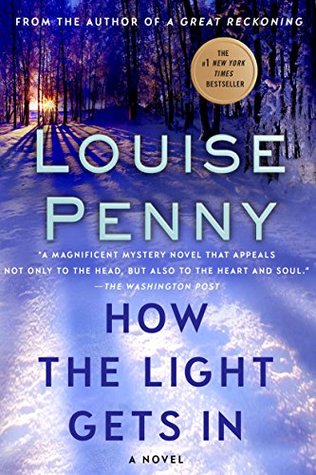 FROM THE AUTHOR OF A GREAT RECKONING
THE
#1 NEW YORK
TIMES
BESTSELLER
LOUISE
PENNY
"A MAGNIFICENT MYSTERY NOVEL THAT APPEALS
NOT ONLY TO THE HEAD, BUT ALSO TO THE HEART AND SOUL."
—THE WASHINGTON POST
HOW
THE LIGHT
GETS IN
A NOVEL